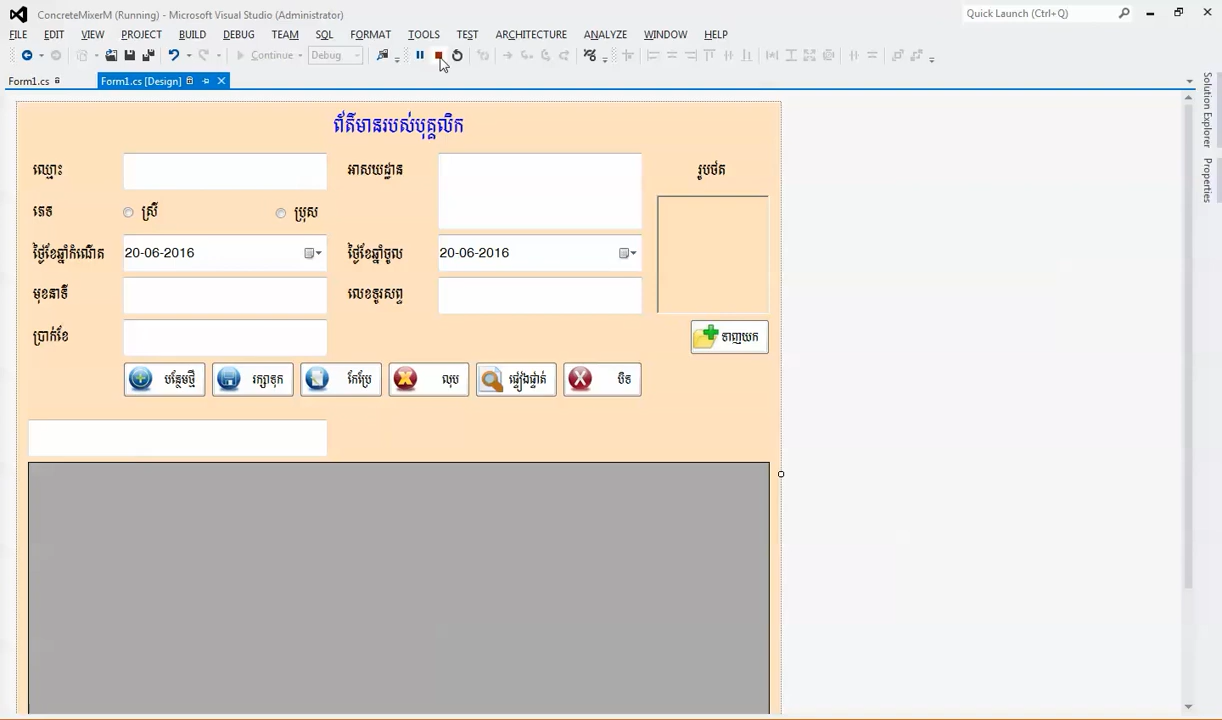 ConcreteMixerM (Running) - Microsoft Visual Studio (Administrator)
Quick Launch (Ctrl+Q)
FILE EDIT VIEW PROJECT BUILD DEBUG TEAM SQL FORMAT TOOLS TEST ARCHITECTURE ANALYZE WINDOW HELP
Continue Debug
Form1.cs Form1.cs [Design]
Solution Explorer
Properties
ព័ត៌មានរបស់បុគ្គលិក
ឈ្មោះ អាសយដ្ឋាន រូបថត
ភេទ ស្រី ប្រុស
ថ្ងៃខែឆ្នាំកំណើត 20-06-2016 ថ្ងៃខែឆ្នាំចូល 20-06-2016
មុខនាទី លេខទូរសព្ទ
ប្រាក់ខែ ទាញយក
បន្ថែមថ្មី រក្សាទុក កែប្រែ លុប ផ្ទៀងផ្ទាត់ បិទ